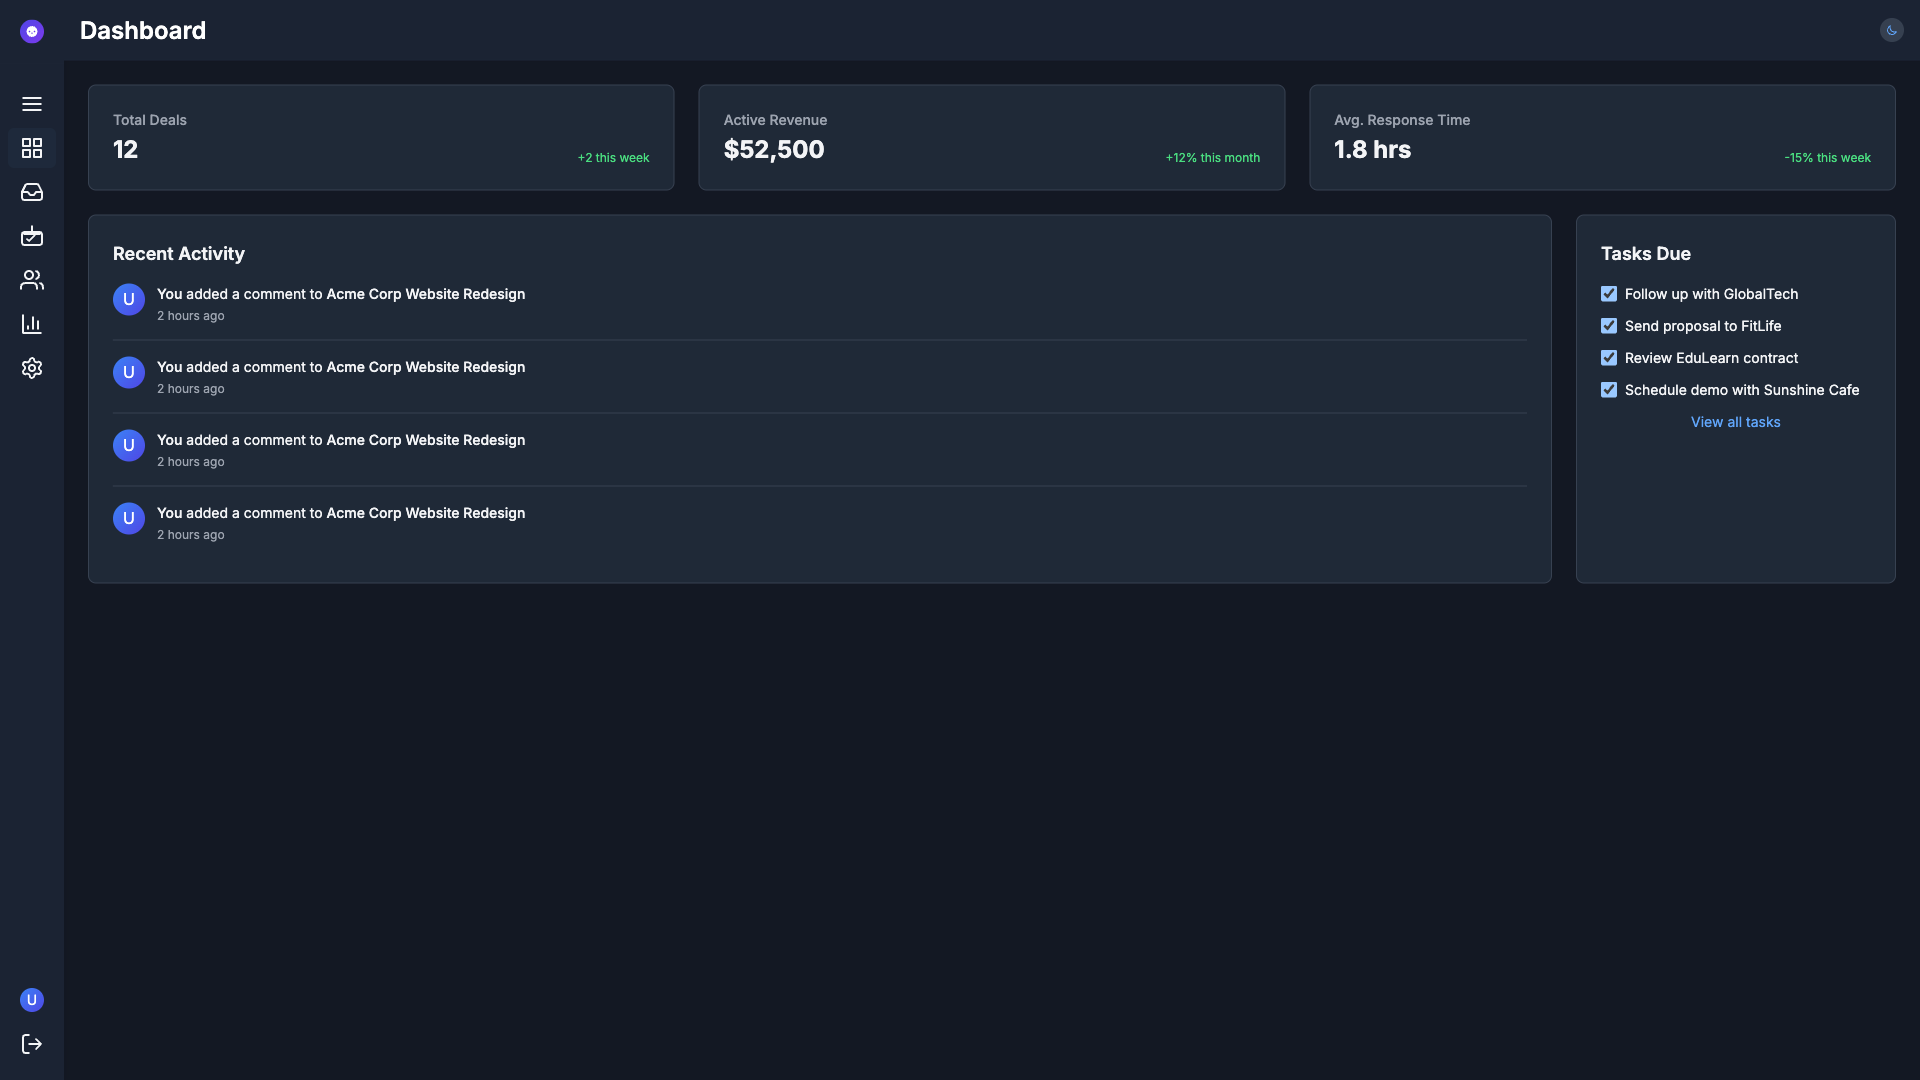 Dashboard
Total Deals
12
+2 this week
Active Revenue
$52,500
+12% this month
Avg. Response Time
1.8 hrs
-15% this week
Recent Activity
U
You added a comment to Acme Corp Website Redesign
2 hours ago
U
You added a comment to Acme Corp Website Redesign
2 hours ago
U
You added a comment to Acme Corp Website Redesign
2 hours ago
U
You added a comment to Acme Corp Website Redesign
2 hours ago
Tasks Due
Follow up with GlobalTech
Send proposal to FitLife
Review EduLearn contract
Schedule demo with Sunshine Cafe
View all tasks
U